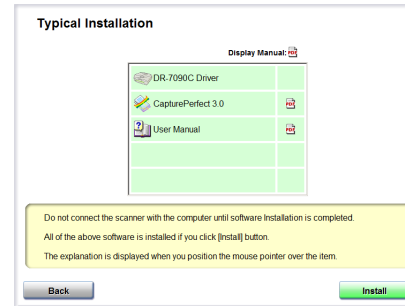 Typical Installation
Display Manual:
DR-7090C Driver
CapturePerfect 3.0
User Manual
Do not connect the scanner with the computer until software Installation is completed.
All of the above software is installed if you click [Install] button.
The explanation is displayed when you position the mouse pointer over the item.
Back
Install